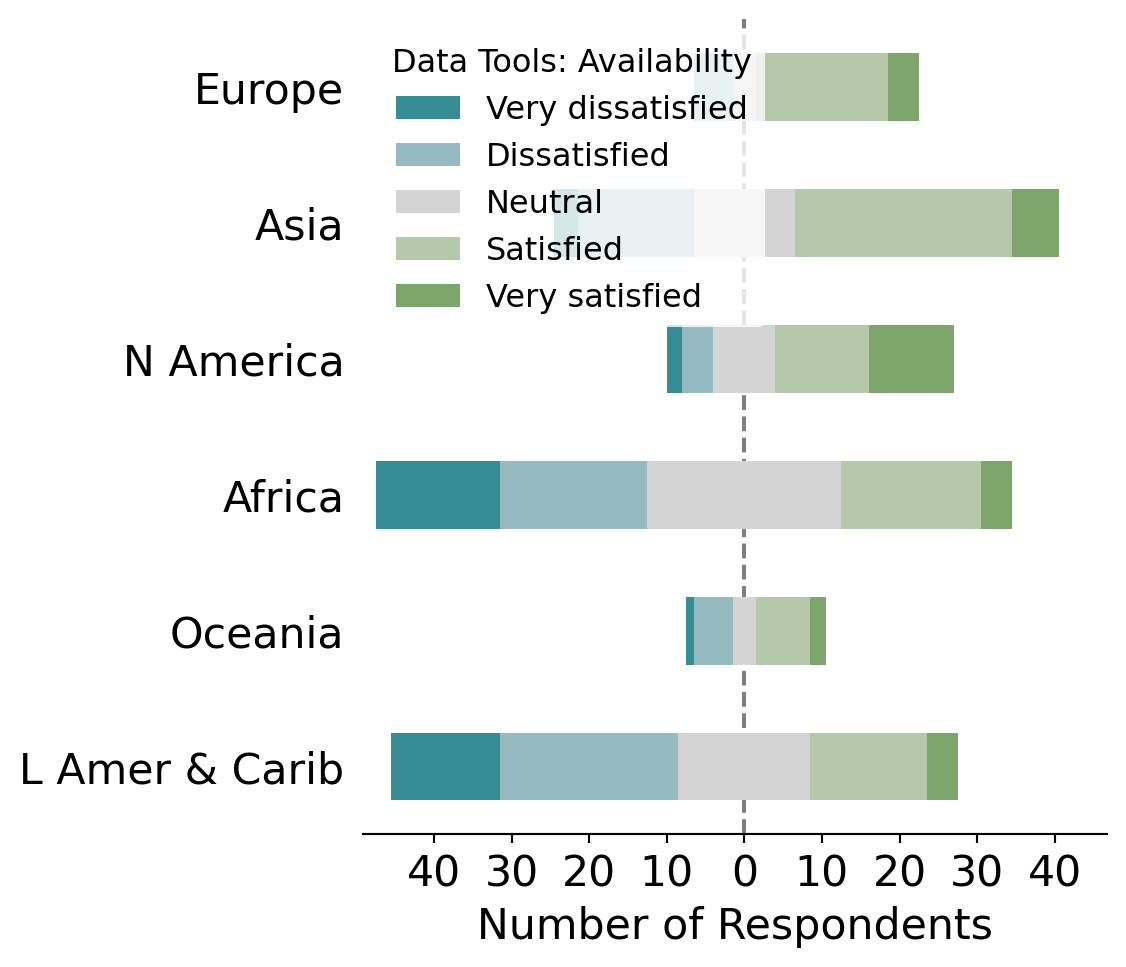 Data Tools: Availability
Very dissatisfied
Dissatisfied
Neutral
Satisfied
Very satisfied
Europe
Asia
N America
Africa
Oceania
L Amer & Carib
40 30 20 10 0 10 20 30 40
Number of Respondents